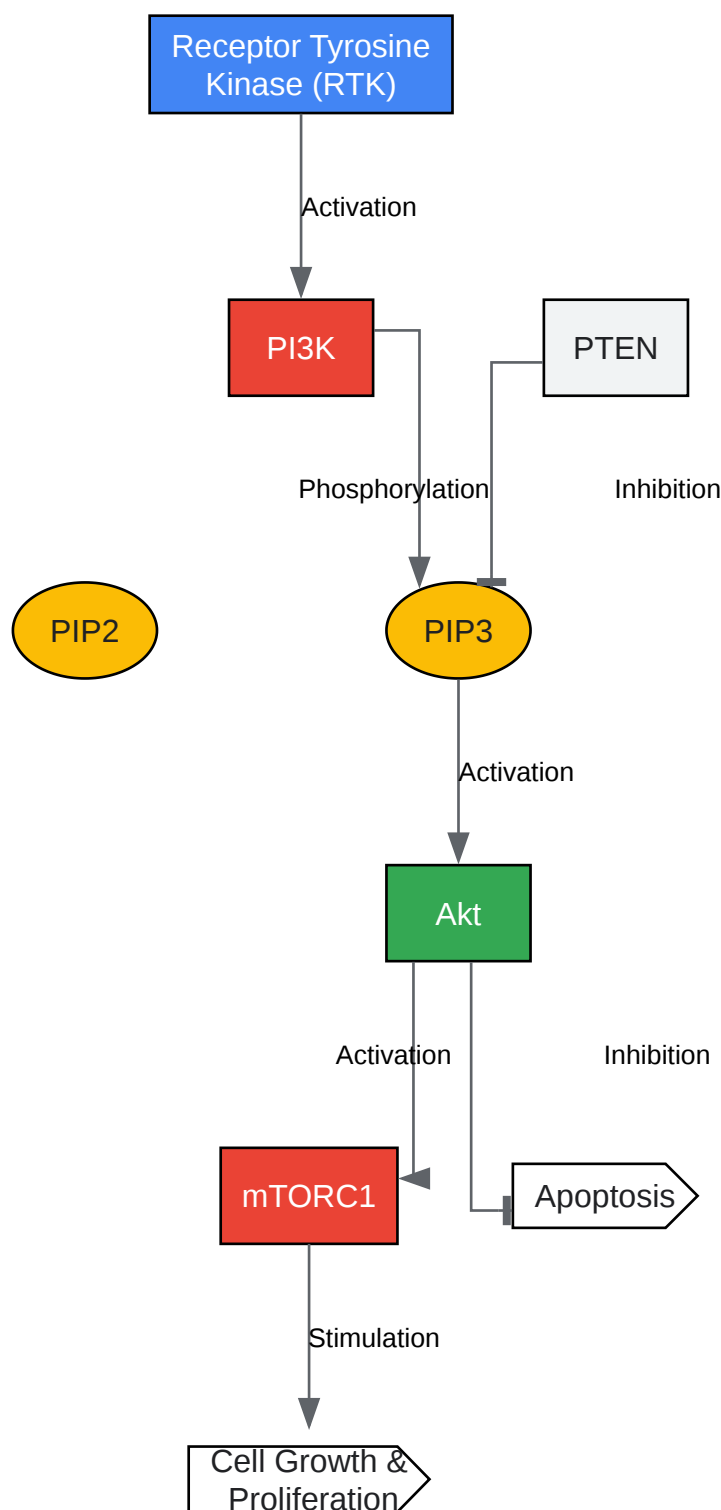 Receptor Tyrosine
Kinase (RTK)
Activation
PI3K
PTEN
Phosphorylation
Inhibition
PIP2
PIP3
Activation
Akt
Activation
Inhibition
mTORC1
Apoptosis
Stimulation
Cell Growth &
Proliferation